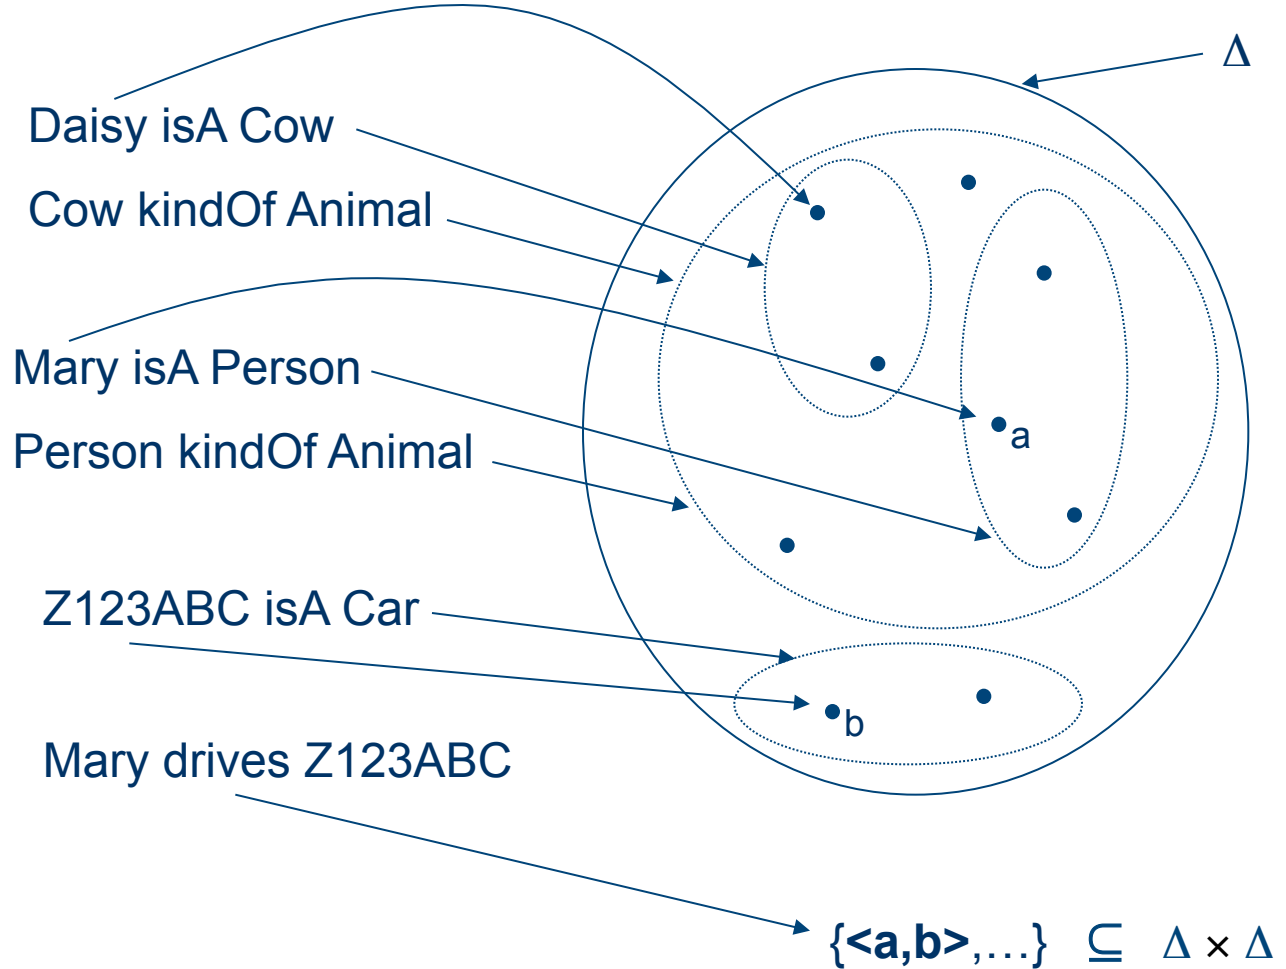 Δ
Daisy isA Cow
Cow kindOf Animal
Mary isA Person
a
Person kindOf Animal
Z123ABC isA Car
b
Mary drives Z123ABC
{<a,b>,…} ⊆ Δ × Δ